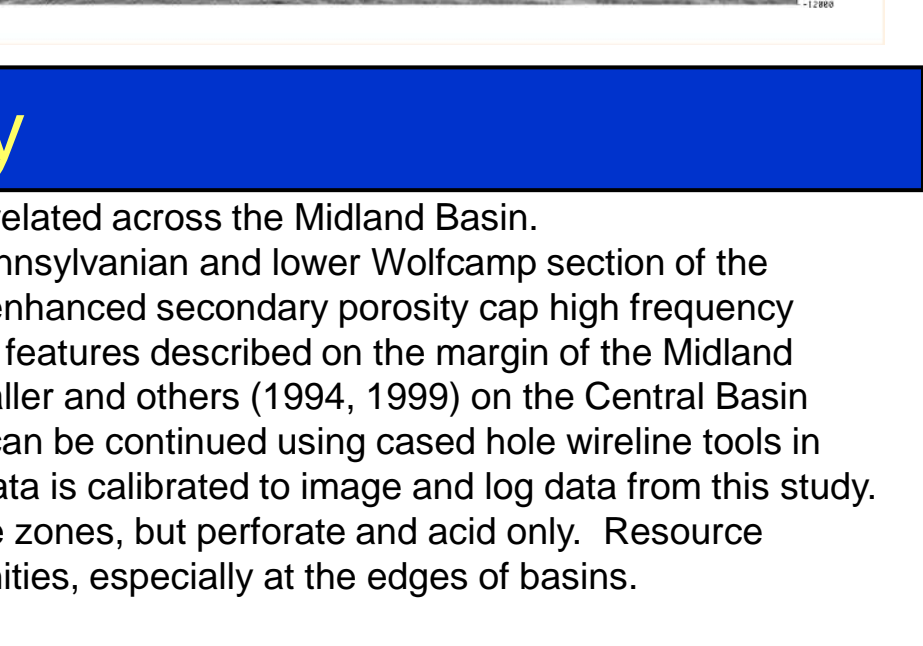 -12000
y
elated across the Midland Basin.
nnsylvanian and lower Wolfcamp section of the
enhanced secondary porosity cap high frequency
features described on the margin of the Midland
ller and others (1994, 1999) on the Central Basin
can be continued using cased hole wireline tools in
ata is calibrated to image and log data from this study.
e zones, but perforate and acid only.  Resource
ities, especially at the edges of basins.